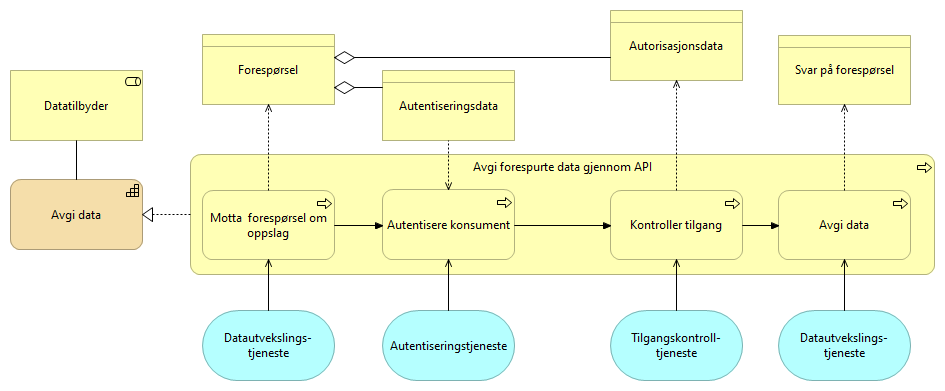 Autorisasjonsdata
Forespørsel
Svar på forespørsel
Datatilbyder
Autentiseringsdata
Avgi forespurte data gjennom API
Avgi data
Motta forespørsel om
oppslag
Autentisere konsument
Kontroller tilgang
Avgi data
Datautvekslings-
tjeneste
Autentiseringstjeneste
Tilgangskontroll-
tjeneste
Datautvekslings-
tjeneste